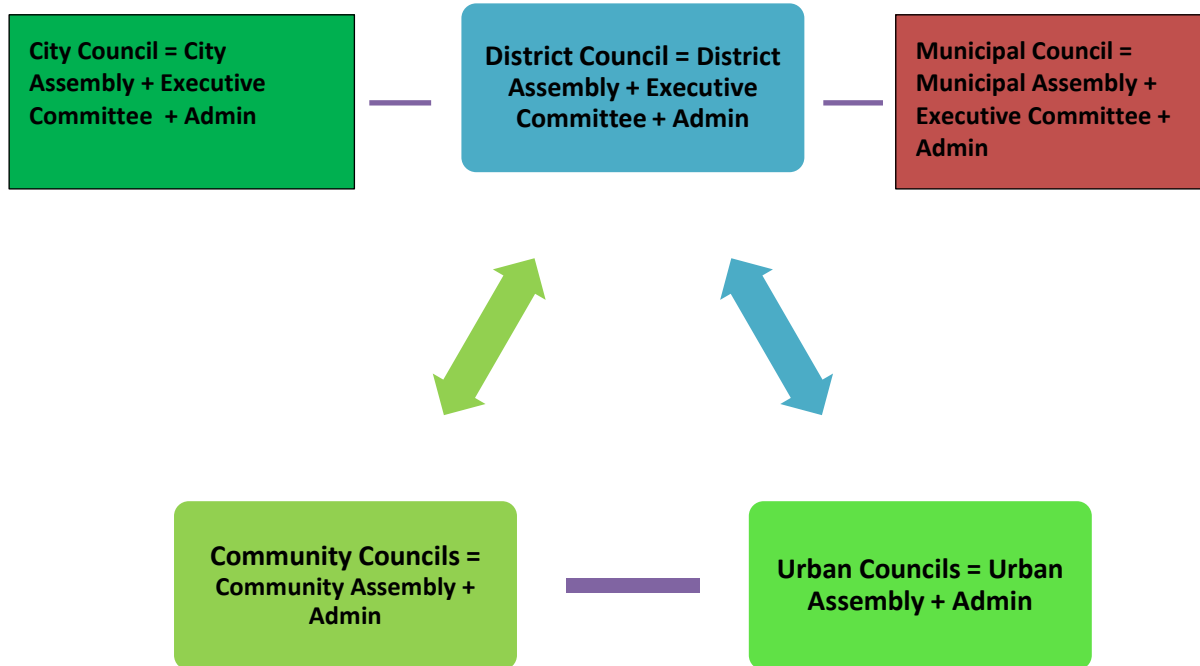 City Council = City
Assembly + Executive
Committee + Admin
District Council = District
Assembly + Executive
Committee + Admin
Municipal Council =
Municipal Assembly +
Executive Committee +
Admin
Community Councils =
Community Assembly +
Admin
Urban Councils = Urban
Assembly + Admin